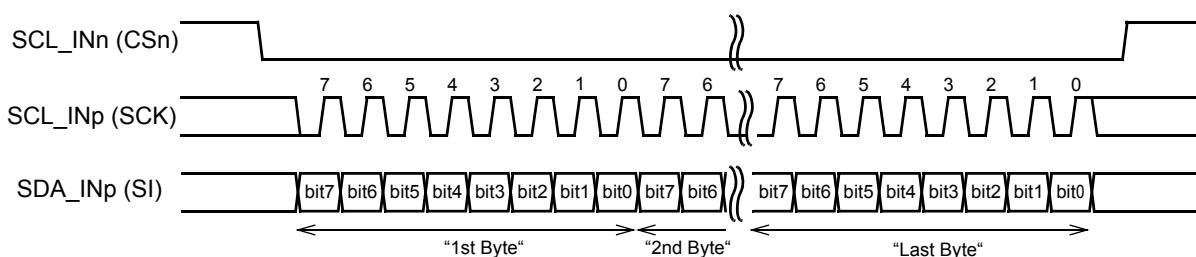 SCL_INn (CSn)
7 6 5 4 3 2 1 0 7 6 7 6 5 4 3 2 1 0
SCL_INp (SCK)
SDA_INp (SI) bit7 bit6 bit5 bit4 bit3 bit2 bit1 bit0 bit7 bit6 bit7 bit6 bit5 bit4 bit3 bit2 bit1 bit0
“1st Byte“ “2nd Byte“ “Last Byte“